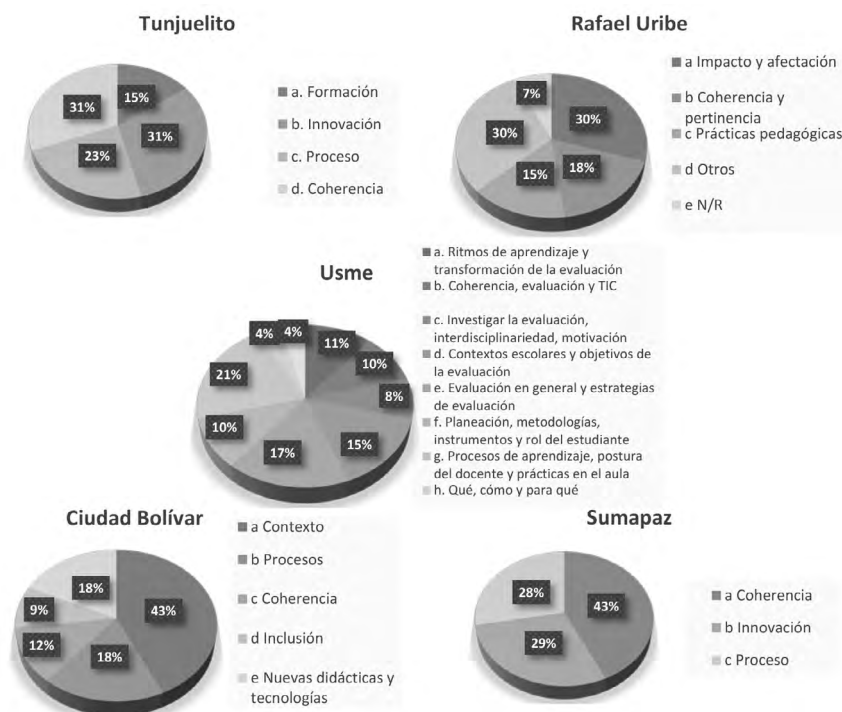 Tunjuelito
15%
31%
23%
31%
a. Formación
b. Innovación
c. Proceso
d. Coherencia
Rafael Uribe
7%
30%
30%
15%
18%
a Impacto y afectación
b Coherencia y
pertinencia
c Prácticas pedagógicas
d Otros
e N/R
Usme
4%
4%
11%
10%
8%
15%
17%
10%
21%
a. Ritmos de aprendizaje y
transformación de la evaluación
b. Coherencia, evaluación y TIC
c. Investigar la evaluación,
interdisciplinariedad, motivación
d. Contextos escolares y objetivos de
la evaluación
e. Evaluación en general y estrategias
de evaluación
f. Planeación, metodologías,
instrumentos y rol del estudiante
g. Procesos de aprendizaje, postura
del docente y prácticas en el aula
h. Qué, cómo y para qué
Ciudad Bolívar
18%
43%
9%
12%
18%
a Contexto
b Procesos
c Coherencia
d Inclusión
e Nuevas didácticas y
tecnologías
Sumapaz
28%
43%
29%
a Coherencia
b Innovación
c Proceso